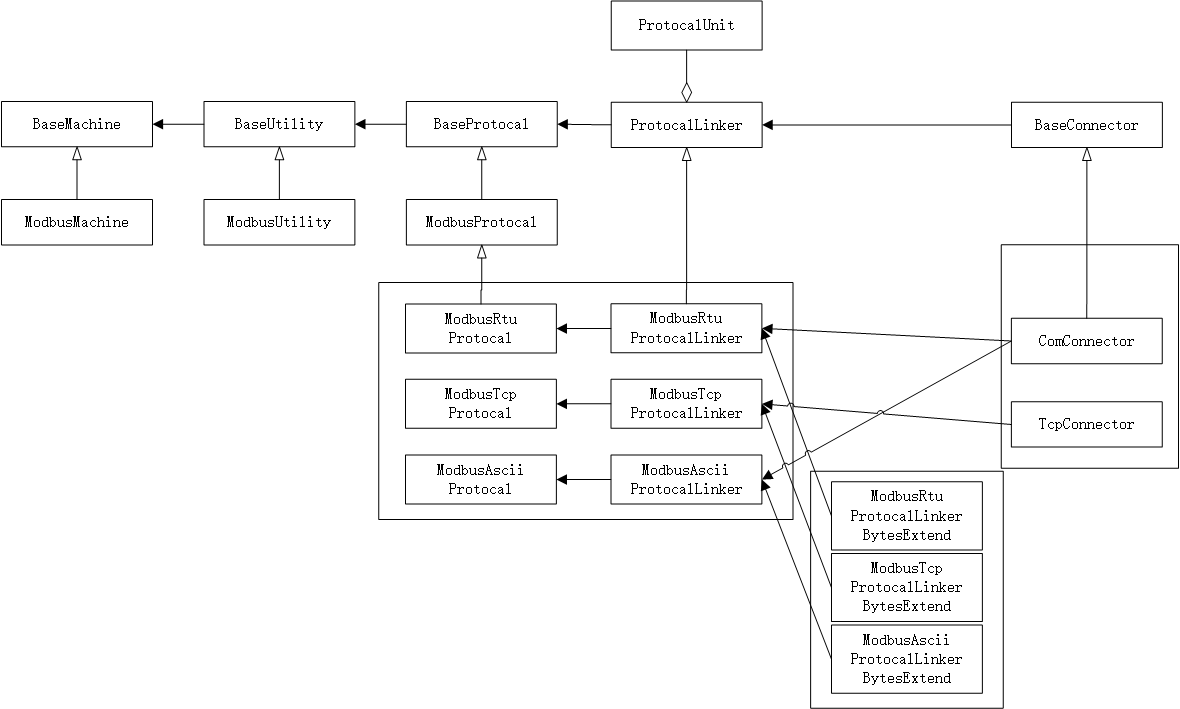 ProtocalUnit
BaseMachine
BaseUtility
BaseProtocal
ProtocalLinker
BaseConnector
ModbusMachine
ModbusUtility
ModbusProtocal
ModbusRtu
Protocal
ModbusRtu
ProtocalLinker
ComConnector
ModbusTcp
Protocal
ModbusTcp
ProtocalLinker
TcpConnector
ModbusAscii
Protocal
ModbusAscii
ProtocalLinker
ModbusRtu
ProtocalLinker
BytesExtend
ModbusTcp
ProtocalLinker
BytesExtend
ModbusAscii
ProtocalLinker
BytesExtend